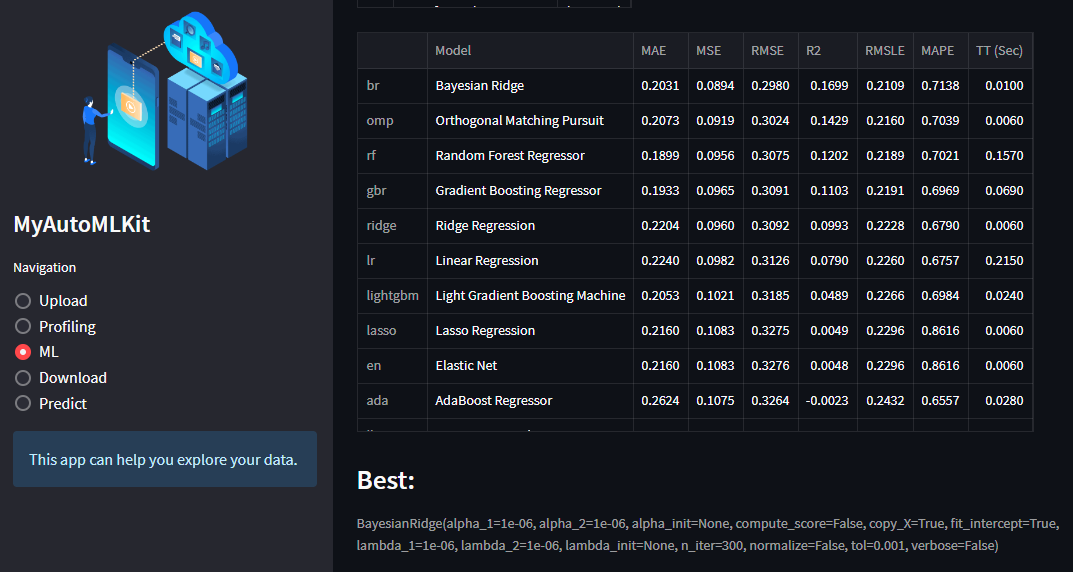 MyAutoMLKit
Navigation
Upload
Profiling
ML
Download
Predict
This app can help you explore your data.
Model MAE MSE RMSE R2 RMSLE MAPE TT (Sec)
br Bayesian Ridge 0.2031 0.0894 0.2980 0.1699 0.2109 0.7138 0.0100
omp Orthogonal Matching Pursuit 0.2073 0.0919 0.3024 0.1429 0.2160 0.7039 0.0060
rf Random Forest Regressor 0.1899 0.0956 0.3075 0.1202 0.2189 0.7021 0.1570
gbr Gradient Boosting Regressor 0.1933 0.0965 0.3091 0.1103 0.2191 0.6969 0.0690
ridge Ridge Regression 0.2204 0.0960 0.3092 0.0993 0.2228 0.6790 0.0060
lr Linear Regression 0.2240 0.0982 0.3126 0.0790 0.2260 0.6757 0.2150
lightgbm Light Gradient Boosting Machine 0.2053 0.1021 0.3185 0.0489 0.2266 0.6984 0.0240
lasso Lasso Regression 0.2160 0.1083 0.3275 0.0049 0.2296 0.8616 0.0060
en Elastic Net 0.2160 0.1083 0.3276 0.0048 0.2296 0.8616 0.0060
ada AdaBoost Regressor 0.2624 0.1075 0.3264 -0.0023 0.2432 0.6557 0.0280
Best:
BayesianRidge(alpha_1=1e-06, alpha_2=1e-06, alpha_init=None, compute_score=False, copy_X=True, fit_intercept=True,
lambda_1=1e-06, lambda_2=1e-06, lambda_init=None, n_iter=300, normalize=False, tol=0.001, verbose=False)